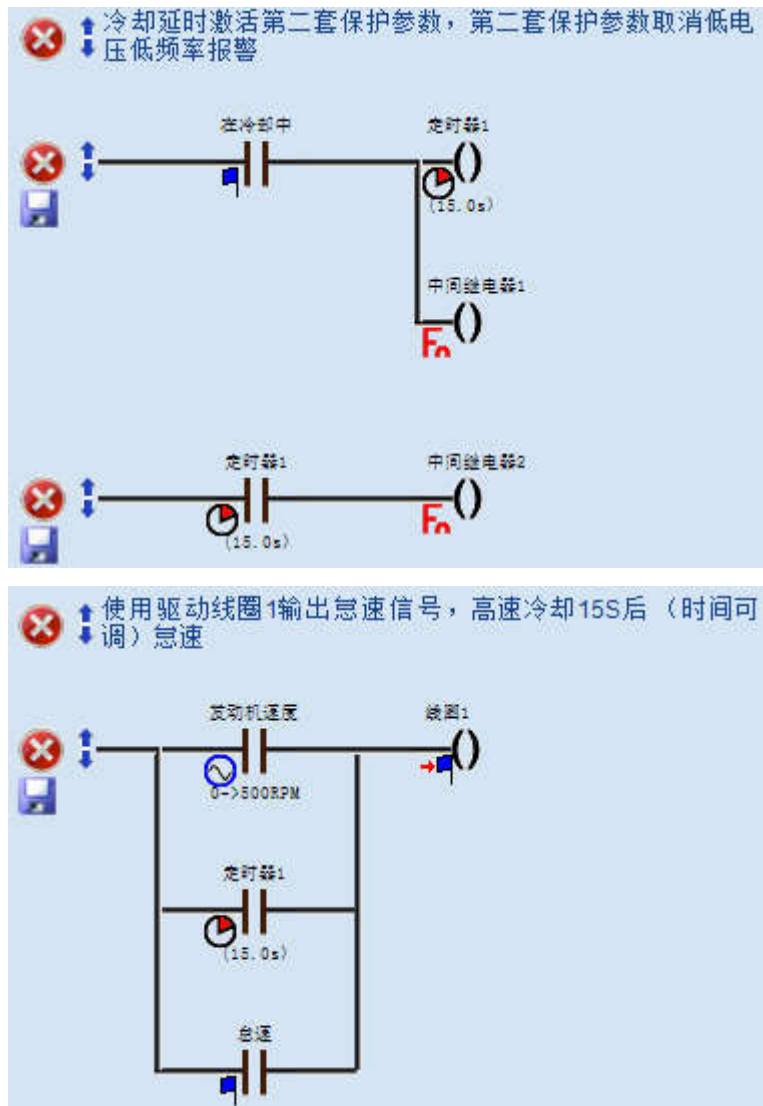 冷却延时激活第二套保护参数，第二套保护参数取消低电
压低频率报警
在冷却中
定时器1
(15.0s)
中间继电器1
Fn
定时器1
中间继电器2
(15.0s)
Fn
使用驱动线圈1输出怠速信号，高速冷却15S后（时间可
调）怠速
发动机速度
线圈1
0->500RPM
定时器1
(15.0s)
怠速